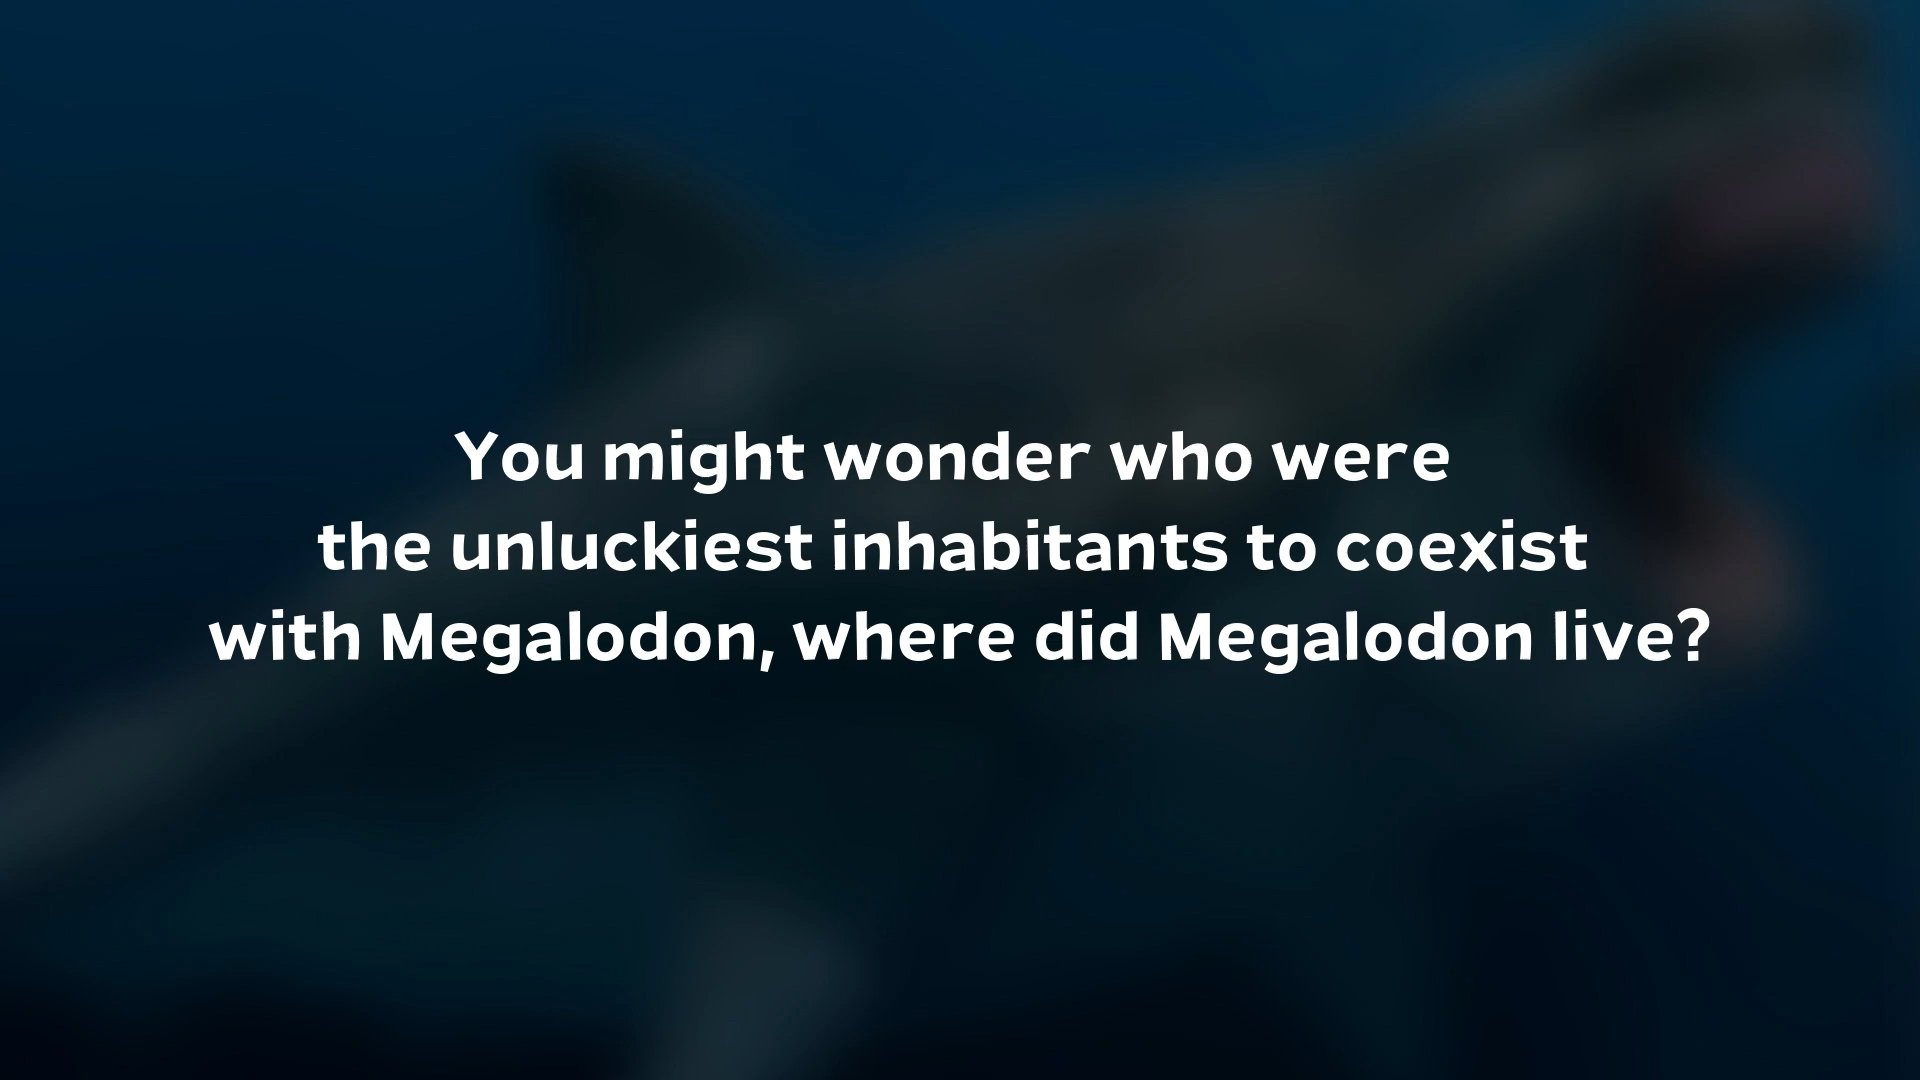 You might wonder who were
the unluckiest inhabitants to coexist
with Megalodon, where did Megalodon live?